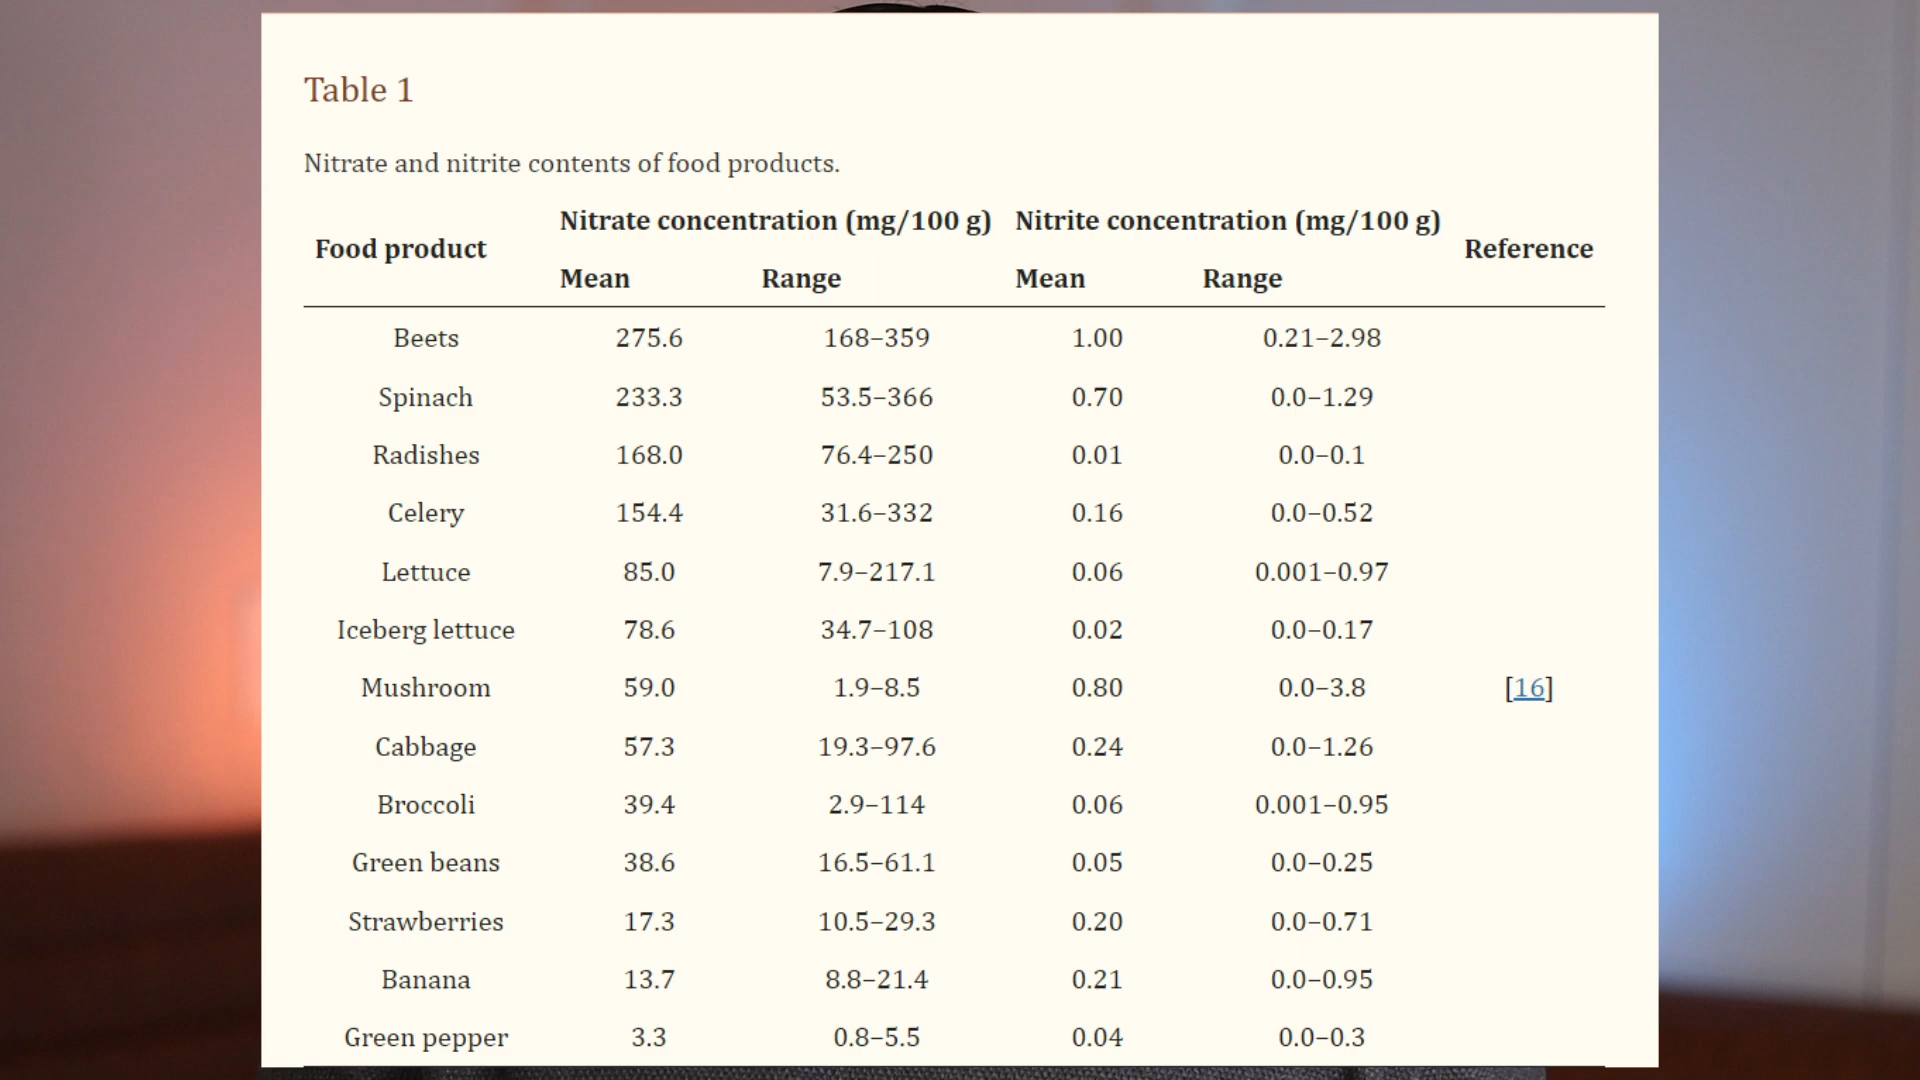 Table 1
Nitrate and nitrite contents of food products.
Food product Nitrate concentration (mg/100 g) Nitrite concentration (mg/100 g) Reference
Mean Range Mean Range
Beets 275.6 168–359 1.00 0.21–2.98
Spinach 233.3 53.5–366 0.70 0.0–1.29
Radishes 168.0 76.4–250 0.01 0.0–0.1
Celery 154.4 31.6–332 0.16 0.0–0.52
Lettuce 85.0 7.9–217.1 0.06 0.001–0.97
Iceberg lettuce 78.6 34.7–108 0.02 0.0–0.17
Mushroom 59.0 1.9–8.5 0.80 0.0–3.8 [16]
Cabbage 57.3 19.3–97.6 0.24 0.0–1.26
Broccoli 39.4 2.9–114 0.06 0.001–0.95
Green beans 38.6 16.5–61.1 0.05 0.0–0.25
Strawberries 17.3 10.5–29.3 0.20 0.0–0.71
Banana 13.7 8.8–21.4 0.21 0.0–0.95
Green pepper 3.3 0.8–5.5 0.04 0.0–0.3